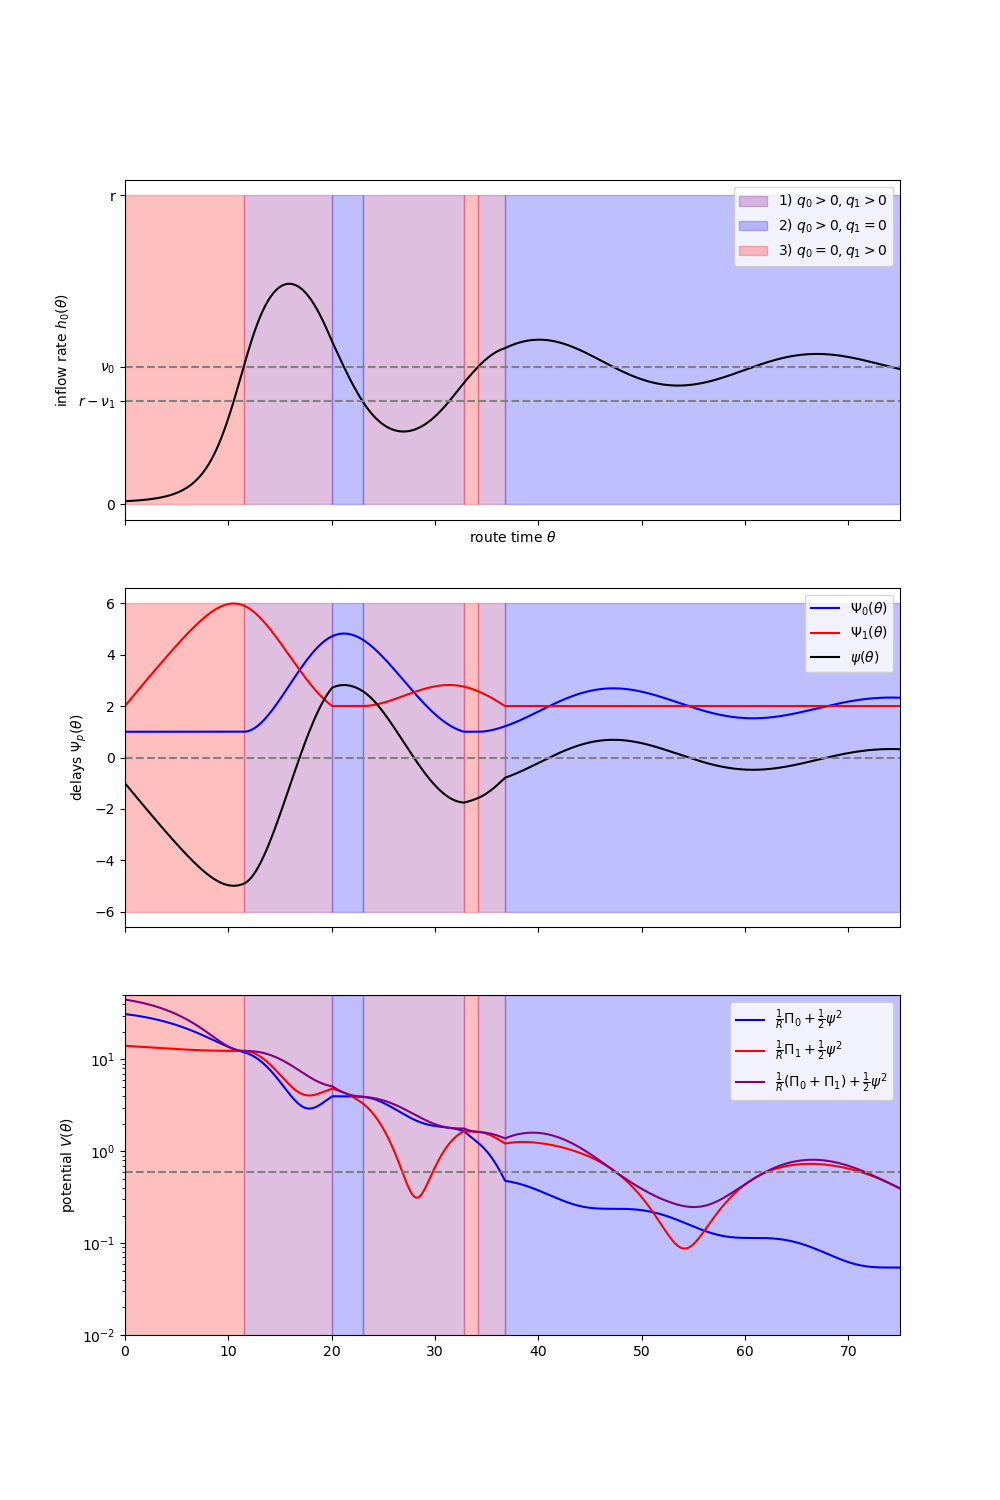 r
1) q₀ > 0, q₁ > 0
2) q₀ > 0, q₁ = 0
3) q₀ = 0, q₁ > 0
inflow rate h₀(θ)
ν₀
r − ν₁
0
route time θ
6
4
2
0
−2
−4
−6
delays Ψₚ(θ)
Ψ₀(θ)
Ψ₁(θ)
ψ(θ)
10¹
10⁰
10⁻¹
10⁻²
potential V(θ)
1/R Π₀ + 1/2 ψ²
1/R Π₁ + 1/2 ψ²
1/R (Π₀ + Π₁) + 1/2 ψ²
0 10 20 30 40 50 60 70